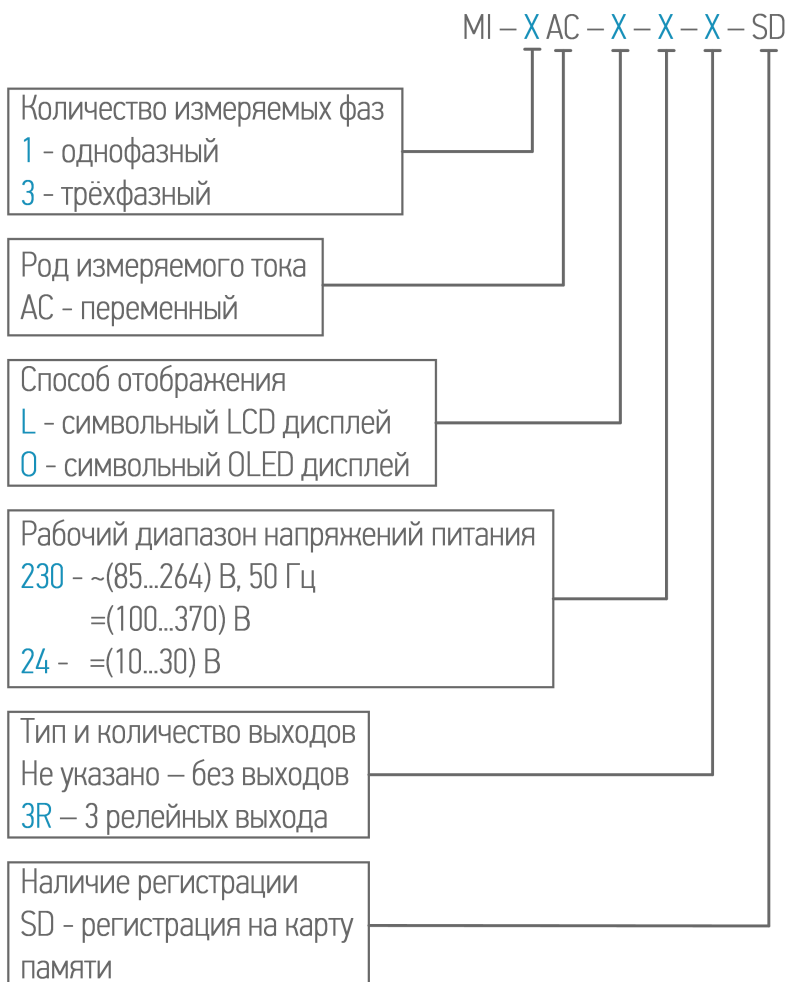 MI – X AC – X – X – X – SD
Количество измеряемых фаз
1 - однофазный
3 - трёхфазный
Род измеряемого тока
AC - переменный
Способ отображения
L - символьный LCD дисплей
O - символьный OLED дисплей
Рабочий диапазон напряжений питания
230 - ~(85...264) В, 50 Гц
=(100...370) В
24 - =(10...30) В
Тип и количество выходов
Не указано – без выходов
3R – 3 релейных выхода
Наличие регистрации
SD - регистрация на карту
памяти